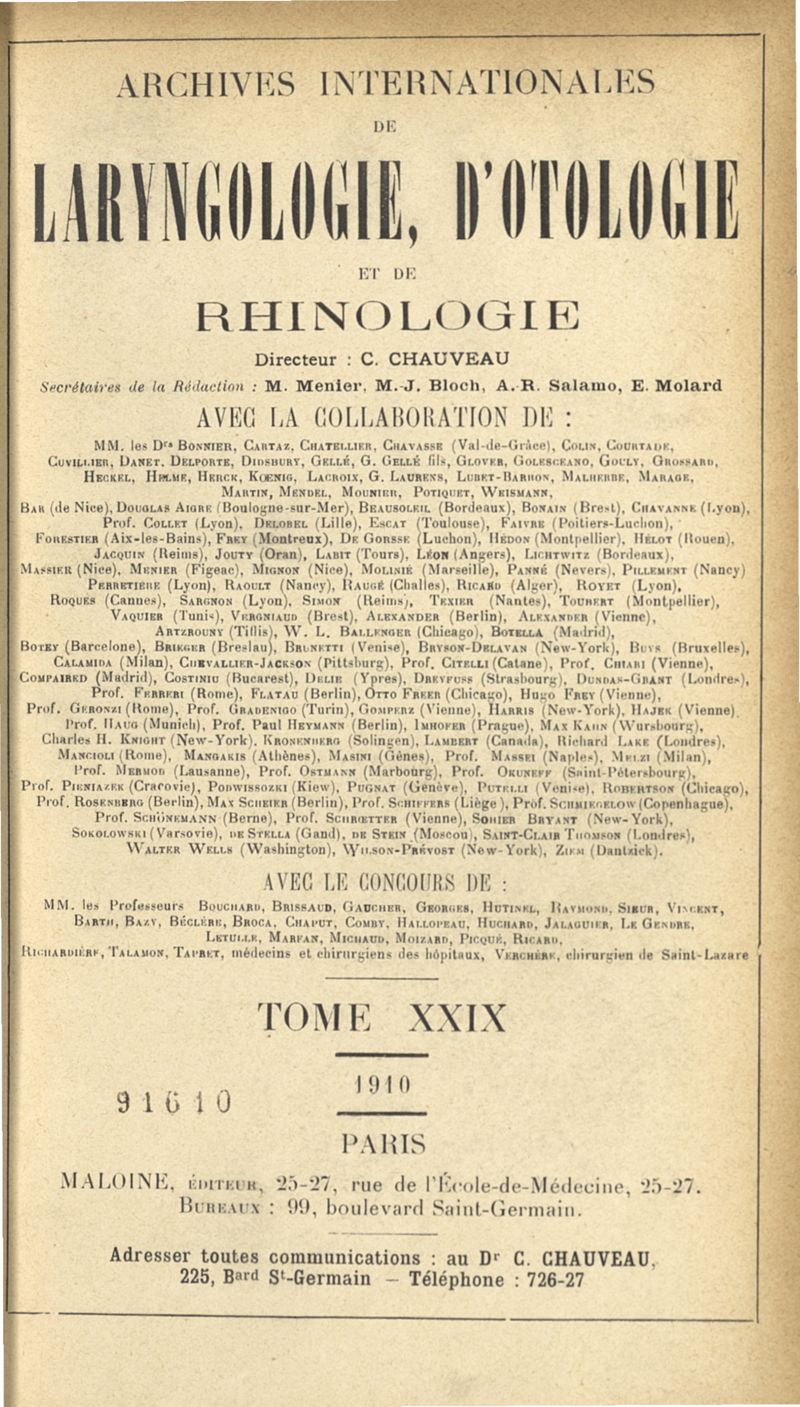 ARCHIVES INTERNATIONALES
DE
LARYNGOLOGIE, D'OTOLOGIE
ET DE
RHINOLOGIE
Directeur : C. CHAUVEAU
Secrétaires de la Rédaction : M. Menier, M.-J. Bloch, A.-R. Salamo, E. Molard
AVEC LA COLLABORATION DE :
MM. les Drs BONNIER, CARTAZ, CHATELLIER, CHAVASSE (Val-de-Grâce), COLIN, COURTADE,
CUVILLIER, DANET, DELPORTE, DIDSBURY, GELLÉ, G. GELLÉ fils, GLOVER, GOLESCEANO, GOULY, GROSSARD,
HECKEL, HELME, HERCK, KŒNIG, LACROIX, G. LAURENS, LUBET-BARBON, MALHERBE, MARAGE,
MARTIN, MENDEL, MOUNIER, POTIQUET, WEISMANN,
BAR (de Nice), DOUGLAS AIGRE (Boulogne-sur-Mer), BEAUSOLEIL (Bordeaux), BONAIN (Brest), CHAVANNE (Lyon),
Prof. COLLET (Lyon), DELOBEL (Lille), ESCAT (Toulouse), FAIVRE (Poitiers-Luchon),
FORESTIER (Aix-les-Bains), FREY (Montreux), DE GORSSE (Luchon), HÉDON (Montpellier), HÉLOT (Rouen),
JACQUIN (Reims), JOUTY (Oran), LABIT (Tours), LÉON (Angers), LICHTWITZ (Bordeaux),
MASSIER (Nice), MENIER (Figeac), MIGNON (Nice), MOLINIÉ (Marseille), PANNÉ (Nevers), PILLEMENT (Nancy)
PERRETIÈRE (Lyon), RAOULT (Nancy), RAUGÉ (Challes), RICARD (Alger), ROYET (Lyon),
ROQUES (Cannes), SARGNON (Lyon), SIMON (Reims), TEXIER (Nantes), TOUBERT (Montpellier),
VAQUIER (Tunis), VERGNIAUD (Brest), ALEXANDER (Berlin), ALEXANDER (Vienne),
ARTZROUNY (Tiflis), W. L. BALLENGER (Chicago), BOTELLA (Madrid),
BOTEY (Barcelone), BRIEGER (Breslau), BRUNETTI (Venise), BRYSON-DELAVAN (New-York), BUYS (Bruxelles),
CALAMIDA (Milan), CHEVALLIER-JACKSON (Pittsburg), Prof. CITELLI (Catane), Prof. CHIARI (Vienne),
COMPAIRED (Madrid), COSTINIU (Bucarest), DELIE (Ypres), DREYFUSS (Strasbourg), DUNDAS-GRANT (Londres),
Prof. FERRERI (Rome), FLATAU (Berlin), OTTO FREER (Chicago), HUGO FREY (Vienne),
Prof. GERONZI (Rome), Prof. GRADENIGO (Turin), GOMPERZ (Vienne), HARRIS (New-York), HAJEK (Vienne)
Prof. HAUG (Munich), Prof. Paul HEYMANN (Berlin), IMHOFER (Prague), MAX KAHN (Wursbourg),
Charles H. KNIGHT (New-York), KRONENBERG (Solingen), LAMBERT (Canada), Richard LAKE (Londres),
MANCIOLI (Rome), MANGAKIS (Athènes), MASINI (Gênes), Prof. MASSEI (Naples), MELZI (Milan),
Prof. MERMOD (Lausanne), Prof. OSTMANN (Marbourg), Prof. OKUNEFF (Saint-Pétersbourg),
Prof. PIENIAZEK (Cracovie), PODWISSOZKI (Kiew), PUGNAT (Genève), PUTELLI (Venise), ROBERTSON (Chicago),
Prof. ROSENBERG (Berlin), MAX SCHEIER (Berlin), Prof. SCHIFFERS (Liège), Prof. SCHMIEGELOW (Copenhague),
Prof. SCHÖNEMANN (Berne), Prof. SCHRŒTTER (Vienne), SOHIER BRYANT (New-York),
SOKOLOWSKI (Varsovie), DE STELLA (Gand), DE STEIN (Moscou), SAINT-CLAIR THOMSON (Londres),
WALTER WELLS (Washington), WILSON-PRÉVOST (New-York), ZIEM (Dantzick).
AVEC LE CONCOURS DE :
MM. les Professeurs BOUCHARD, BRISSAUD, GAUCHER, GEORGES, HUTINEL, RAYMOND, SIEUR, VINCENT,
BARTH, BAZY, BÉCLÈRE, BROCA, CHAPUT, COMBY, HALLOPEAU, HUCHARD, JALAGUIER, LE GENDRE,
LETULLE, MARFAN, MICHAUD, MOIZARD, PICQUÉ, RICARD,
RICHARDIÈRE, TALAMON, TAPRET, médecins et chirurgiens des hôpitaux, VERCHÈRE, chirurgien de Saint-Lazare
TOME XXIX
1910
91610
PARIS
MALOINE, ÉDITEUR, 25-27, rue de l'École-de-Médecine, 25-27.
BUREAUX : 99, boulevard Saint-Germain.
Adresser toutes communications : au Dr C. CHAUVEAU,
225, Bard St-Germain — Téléphone : 726-27